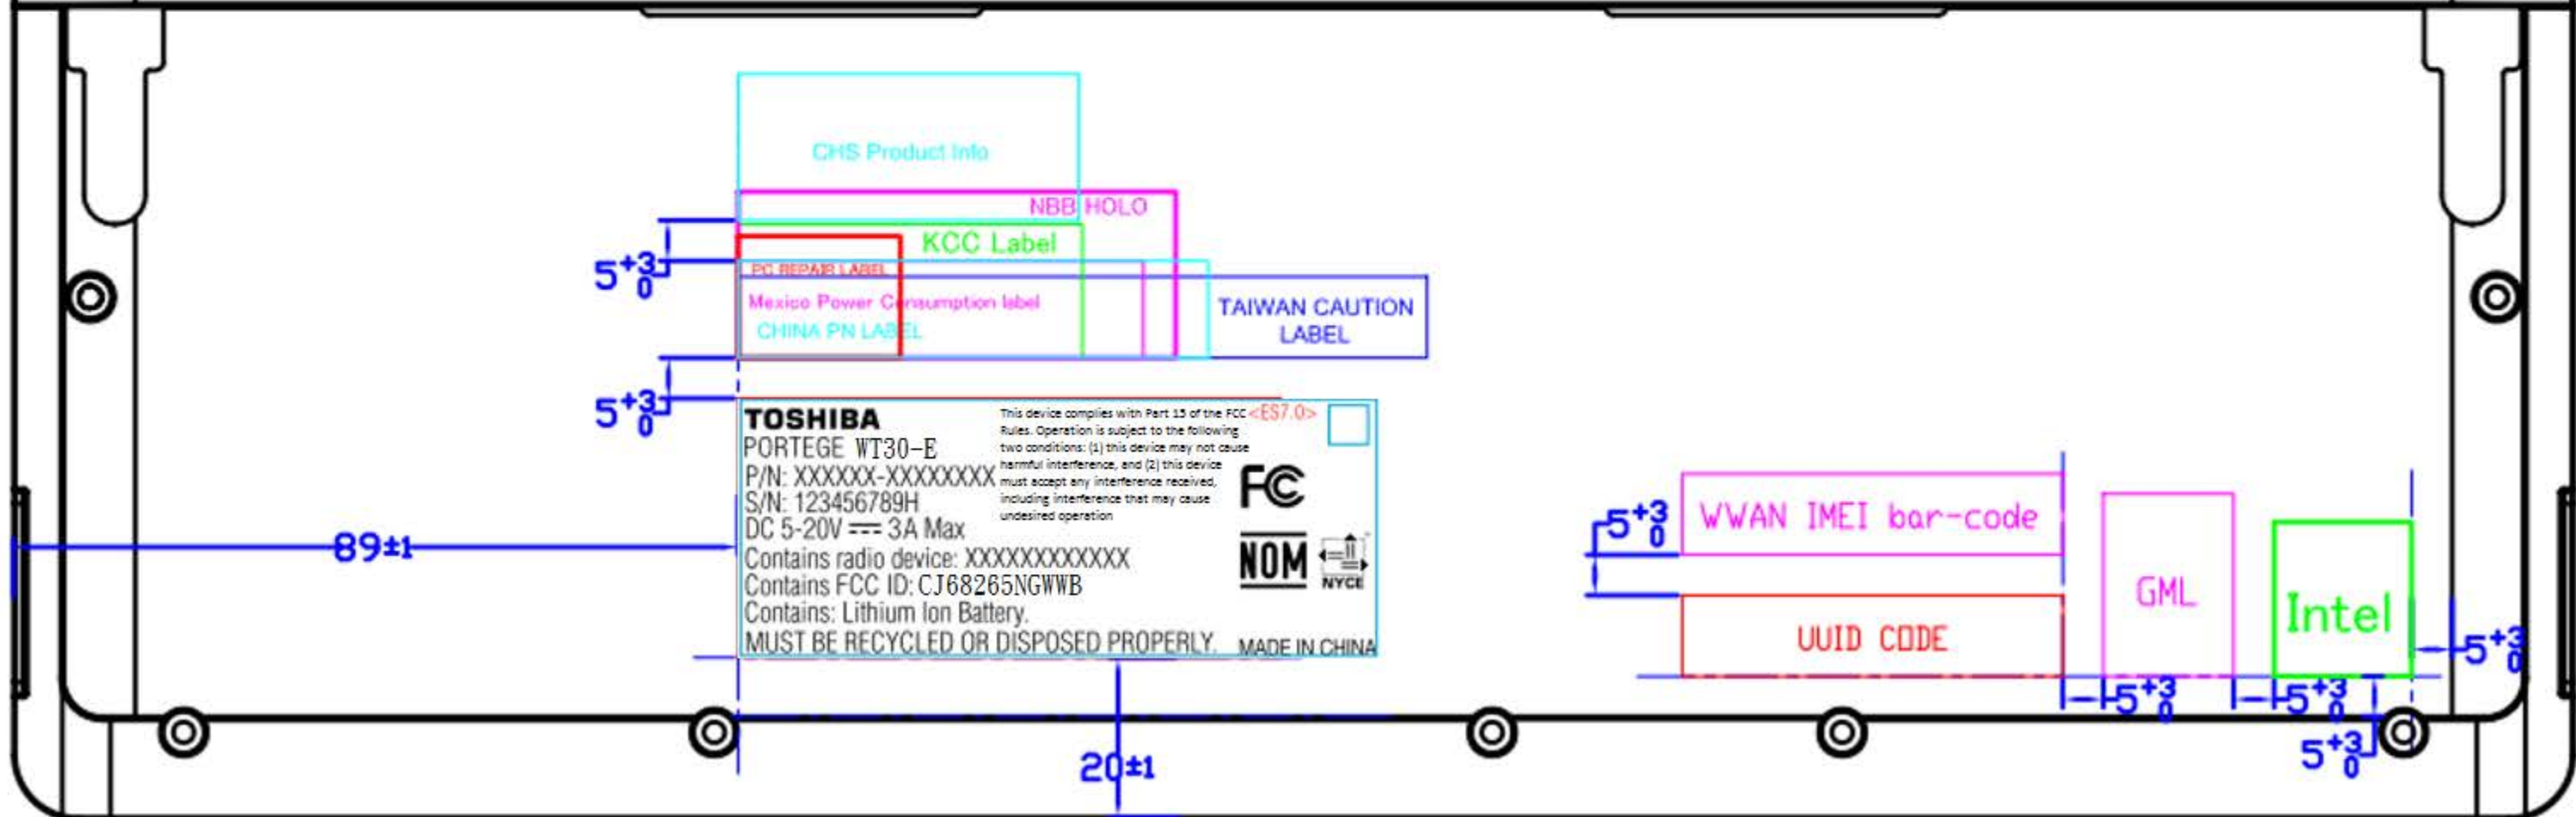 CHS Product Info
NBB HOLO
KCC Label
PC REPAIR LABEL
Mexico Power Consumption label
CHINA PN LABEL
TAIWAN CAUTION
LABEL
5+3 0
5+3 0
TOSHIBA
PORTEGE WT30-E
P/N: XXXXXX-XXXXXXXX
S/N: 123456789H
DC 5-20V ⎓ 3A Max
Contains radio device: XXXXXXXXXXXX
Contains FCC ID: CJ68265NGWWB
Contains: Lithium Ion Battery.
MUST BE RECYCLED OR DISPOSED PROPERLY.
MADE IN CHINA
This device complies with Part 15 of the FCC
Rules. Operation is subject to the following
two conditions: (1) this device may not cause
harmful interference, and (2) this device
must accept any interference received,
including interference that may cause
undesired operation
<ES7.0>
FC
NOM
NYCE
89±1
20±1
5+3 0
WWAN IMEI bar-code
UUID CODE
GML
Intel
5+3 0
5+3 0
5+3 0
5+3 0